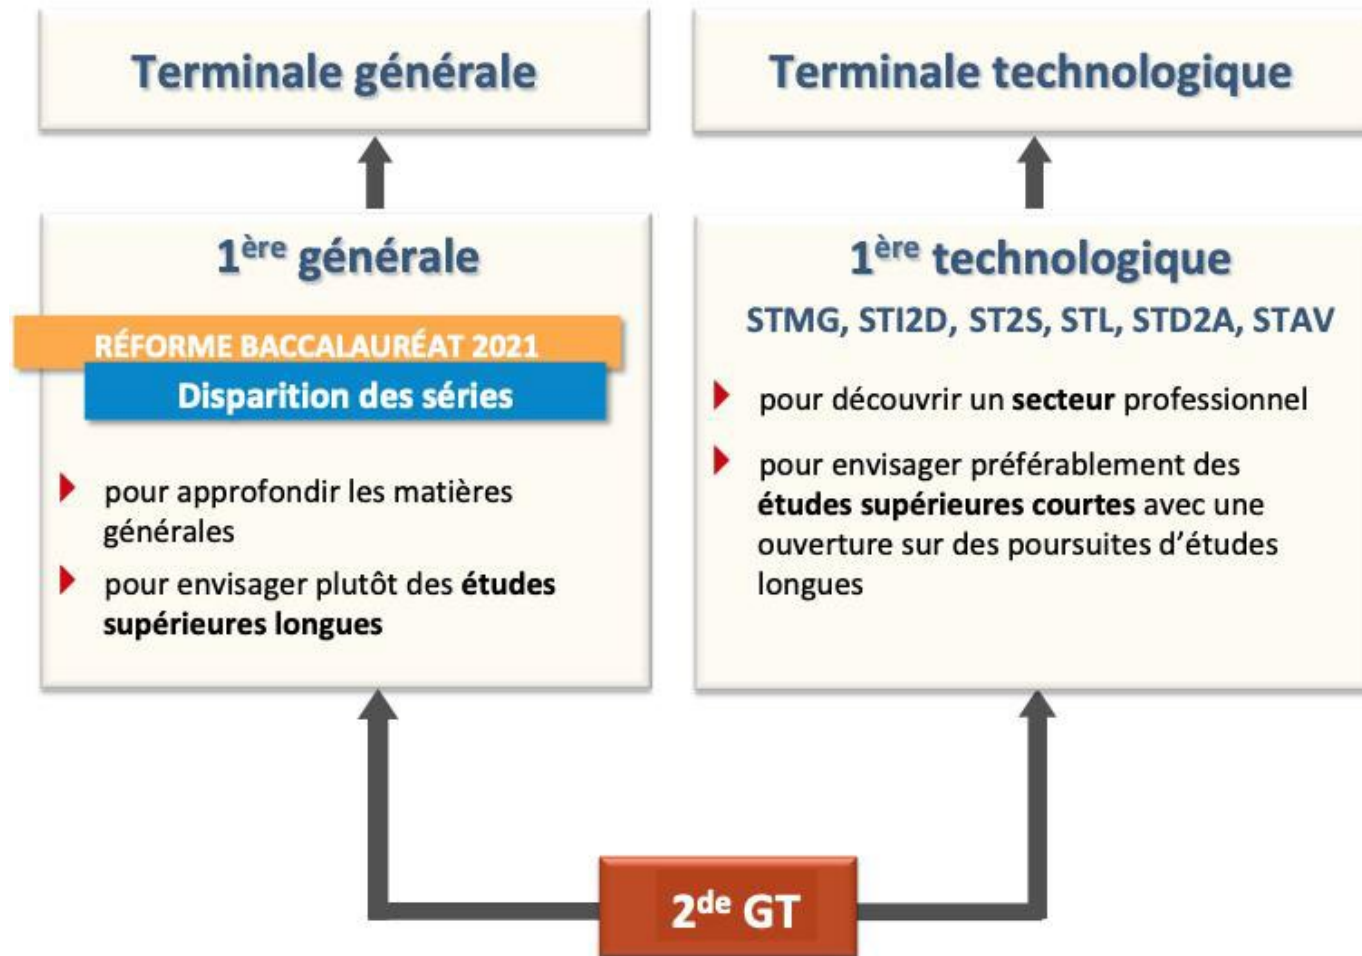 Terminale générale
Terminale technologique
1ère générale
RÉFORME BACCALAURÉAT 2021
Disparition des séries
pour approfondir les matières
générales
pour envisager plutôt des études
supérieures longues
1ère technologique
STMG, STI2D, ST2S, STL, STD2A, STAV
pour découvrir un secteur professionnel
pour envisager préférablement des
études supérieures courtes avec une
ouverture sur des poursuites d’études
longues
2de GT